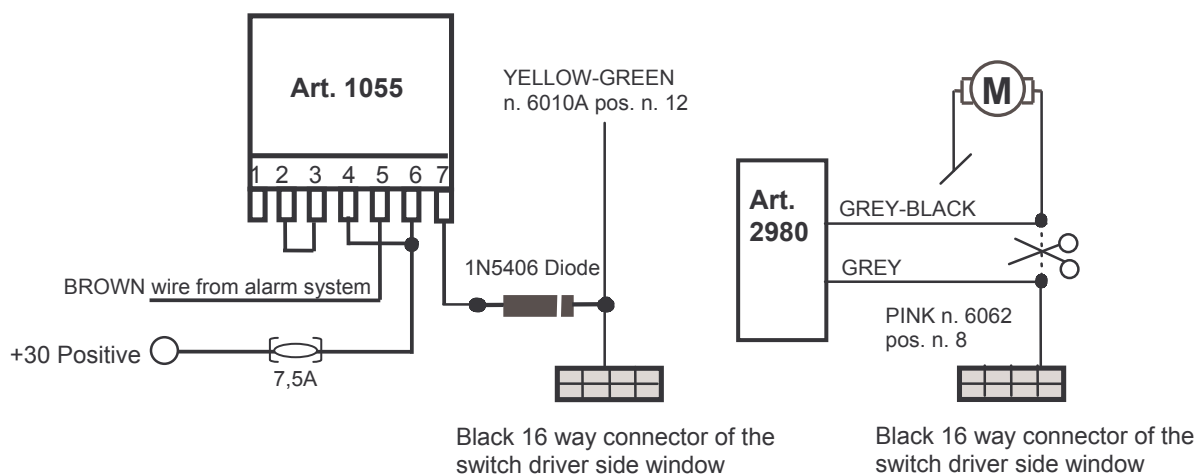 Art. 1055
1 2 3 4 5 6 7
BROWN wire from alarm system
+30 Positive
7,5A
1N5406 Diode
YELLOW-GREEN
n. 6010A pos. n. 12
Black 16 way connector of the
switch driver side window
M
Art.
2980
GREY-BLACK
GREY
PINK n. 6062
pos. n. 8
Black 16 way connector of the
switch driver side window